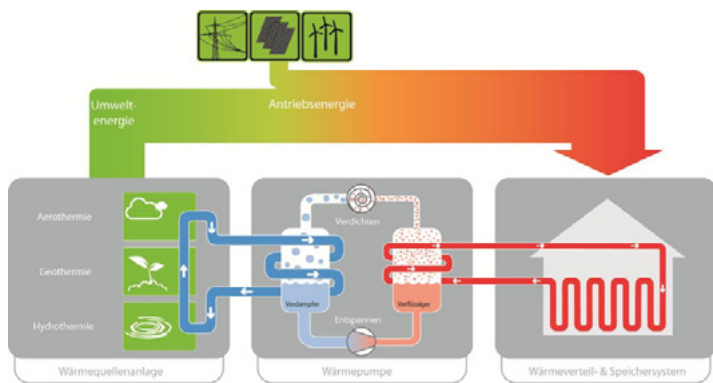 Umwelt-
energie
Antriebsenergie
Aerothermie
Geothermie
Hydrothermie
Verdichten
Verdampfer
Verflüssiger
Entspannen
Wärmequellenanlage
Wärmepumpe
Wärmeverteil- & Speichersystem